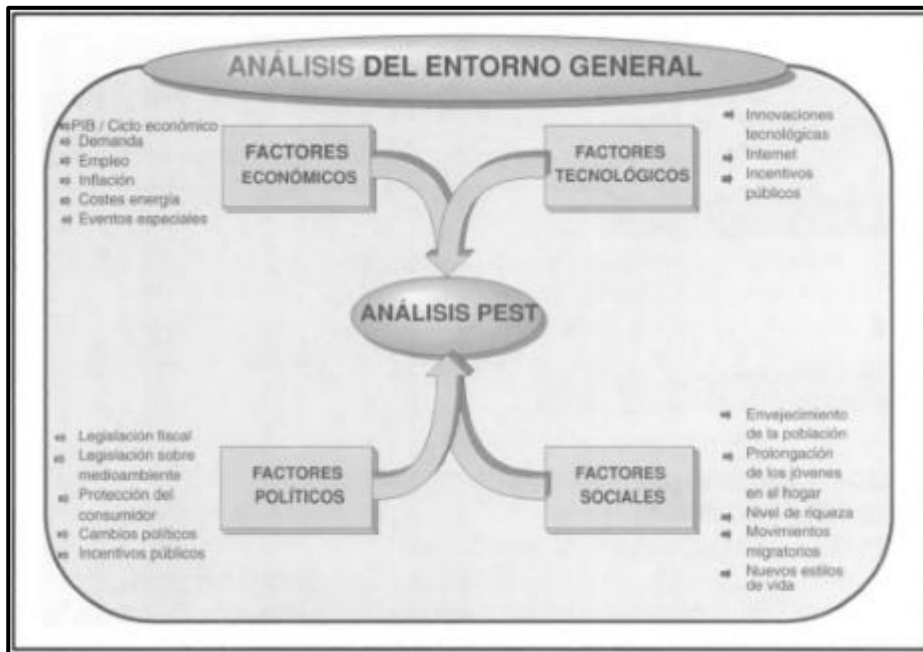 ANÁLISIS DEL ENTORNO GENERAL
PIB / Ciclo económico
Demanda
Empleo
Inflación
Costes energía
Eventos especiales
FACTORES
ECONÓMICOS
FACTORES
TECNOLÓGICOS
Innovaciones
tecnológicas
Internet
Incentivos
públicos
ANÁLISIS PEST
Legislación fiscal
Legislación sobre
medioambiente
Protección del
consumidor
Cambios políticos
Incentivos públicos
FACTORES
POLÍTICOS
FACTORES
SOCIALES
Envejecimiento
de la población
Prolongación
de los jóvenes
en el hogar
Nivel de riqueza
Movimientos
migratorios
Nuevos estilos
de vida